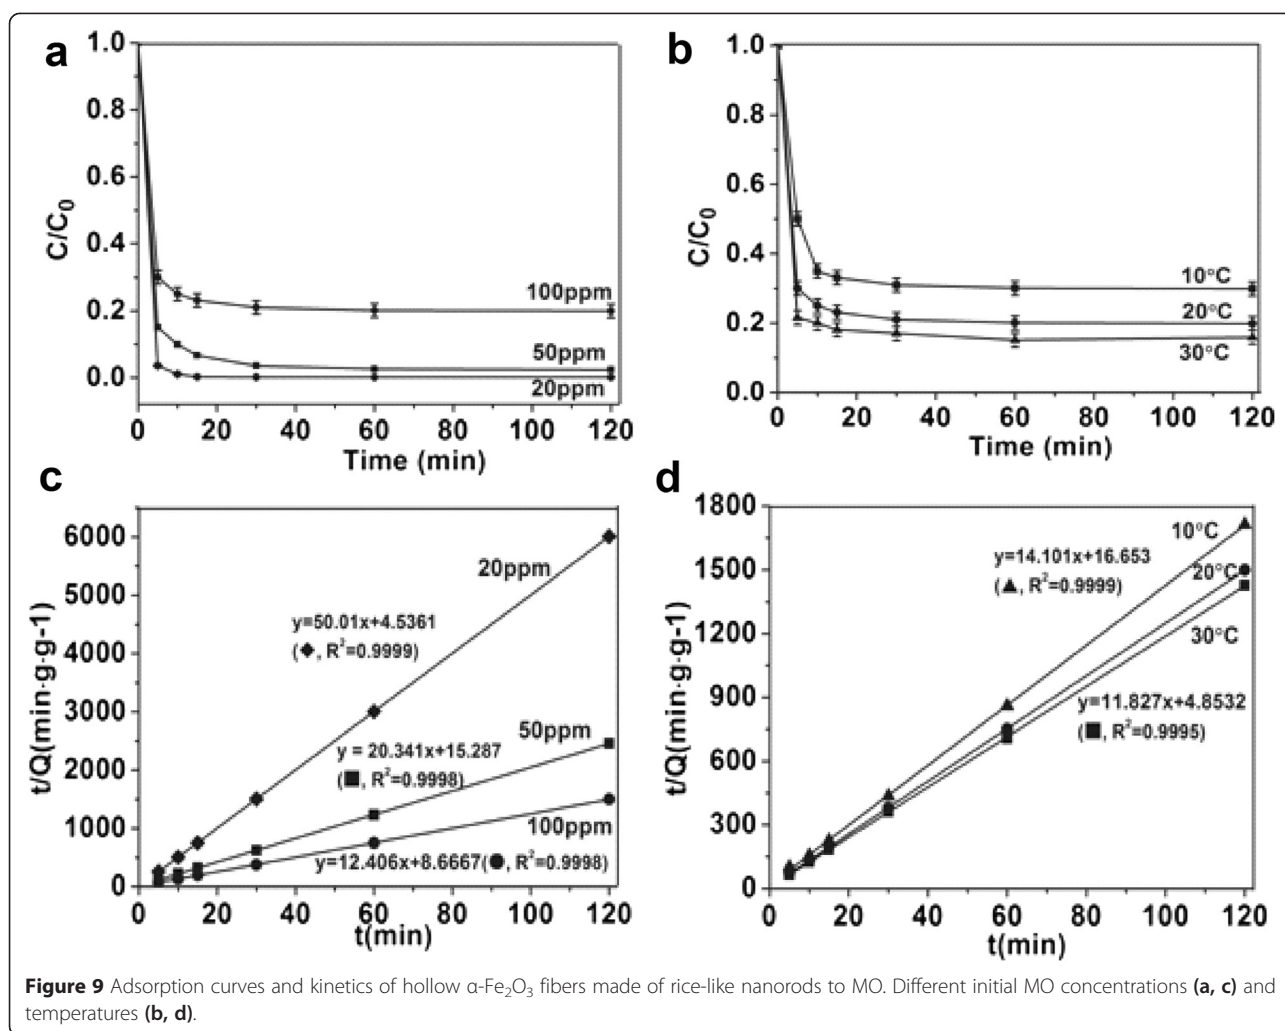 a
1.0
0.8
0.6
0.4
0.2
0.0
C/C0
100ppm
50ppm
20ppm
0 20 40 60 80 100 120
Time (min)
b
1.0
0.8
0.6
0.4
0.2
0.0
C/C0
10°C
20°C
30°C
0 20 40 60 80 100 120
Time (min)
c
6000
5000
4000
3000
2000
1000
0
t/Q(min·g·g-1)
20ppm
y=50.01x+4.5361
(◆, R²=0.9999)
50ppm
y = 20.341x+15.287
(■, R²=0.9998)
100ppm
y=12.406x+8.6667(●, R²=0.9998)
0 20 40 60 80 100 120
t(min)
d
1800
1500
1200
900
600
300
0
t/Q(min·g·g-1)
10°C
y=14.101x+16.653
(▲, R²=0.9999)
20°C
30°C
y=11.827x+4.8532
(■, R²=0.9995)
0 20 40 60 80 100 120
t(min)
Figure 9 Adsorption curves and kinetics of hollow α-Fe2O3 fibers made of rice-like nanorods to MO. Different initial MO concentrations (a, c) and
temperatures (b, d).